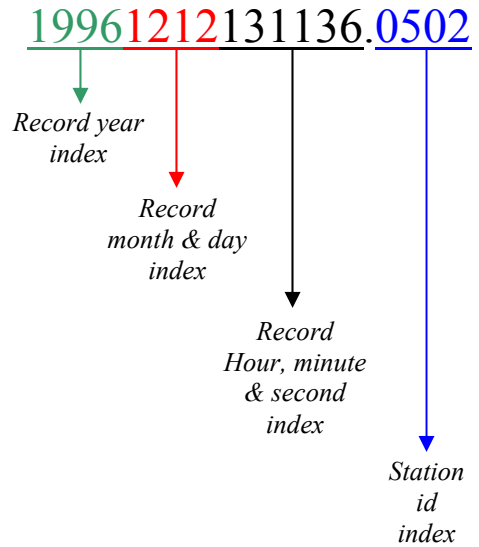 19961212131136.0502
Record year
index
Record
month & day
index
Record
Hour, minute
& second
index
Station
id
index